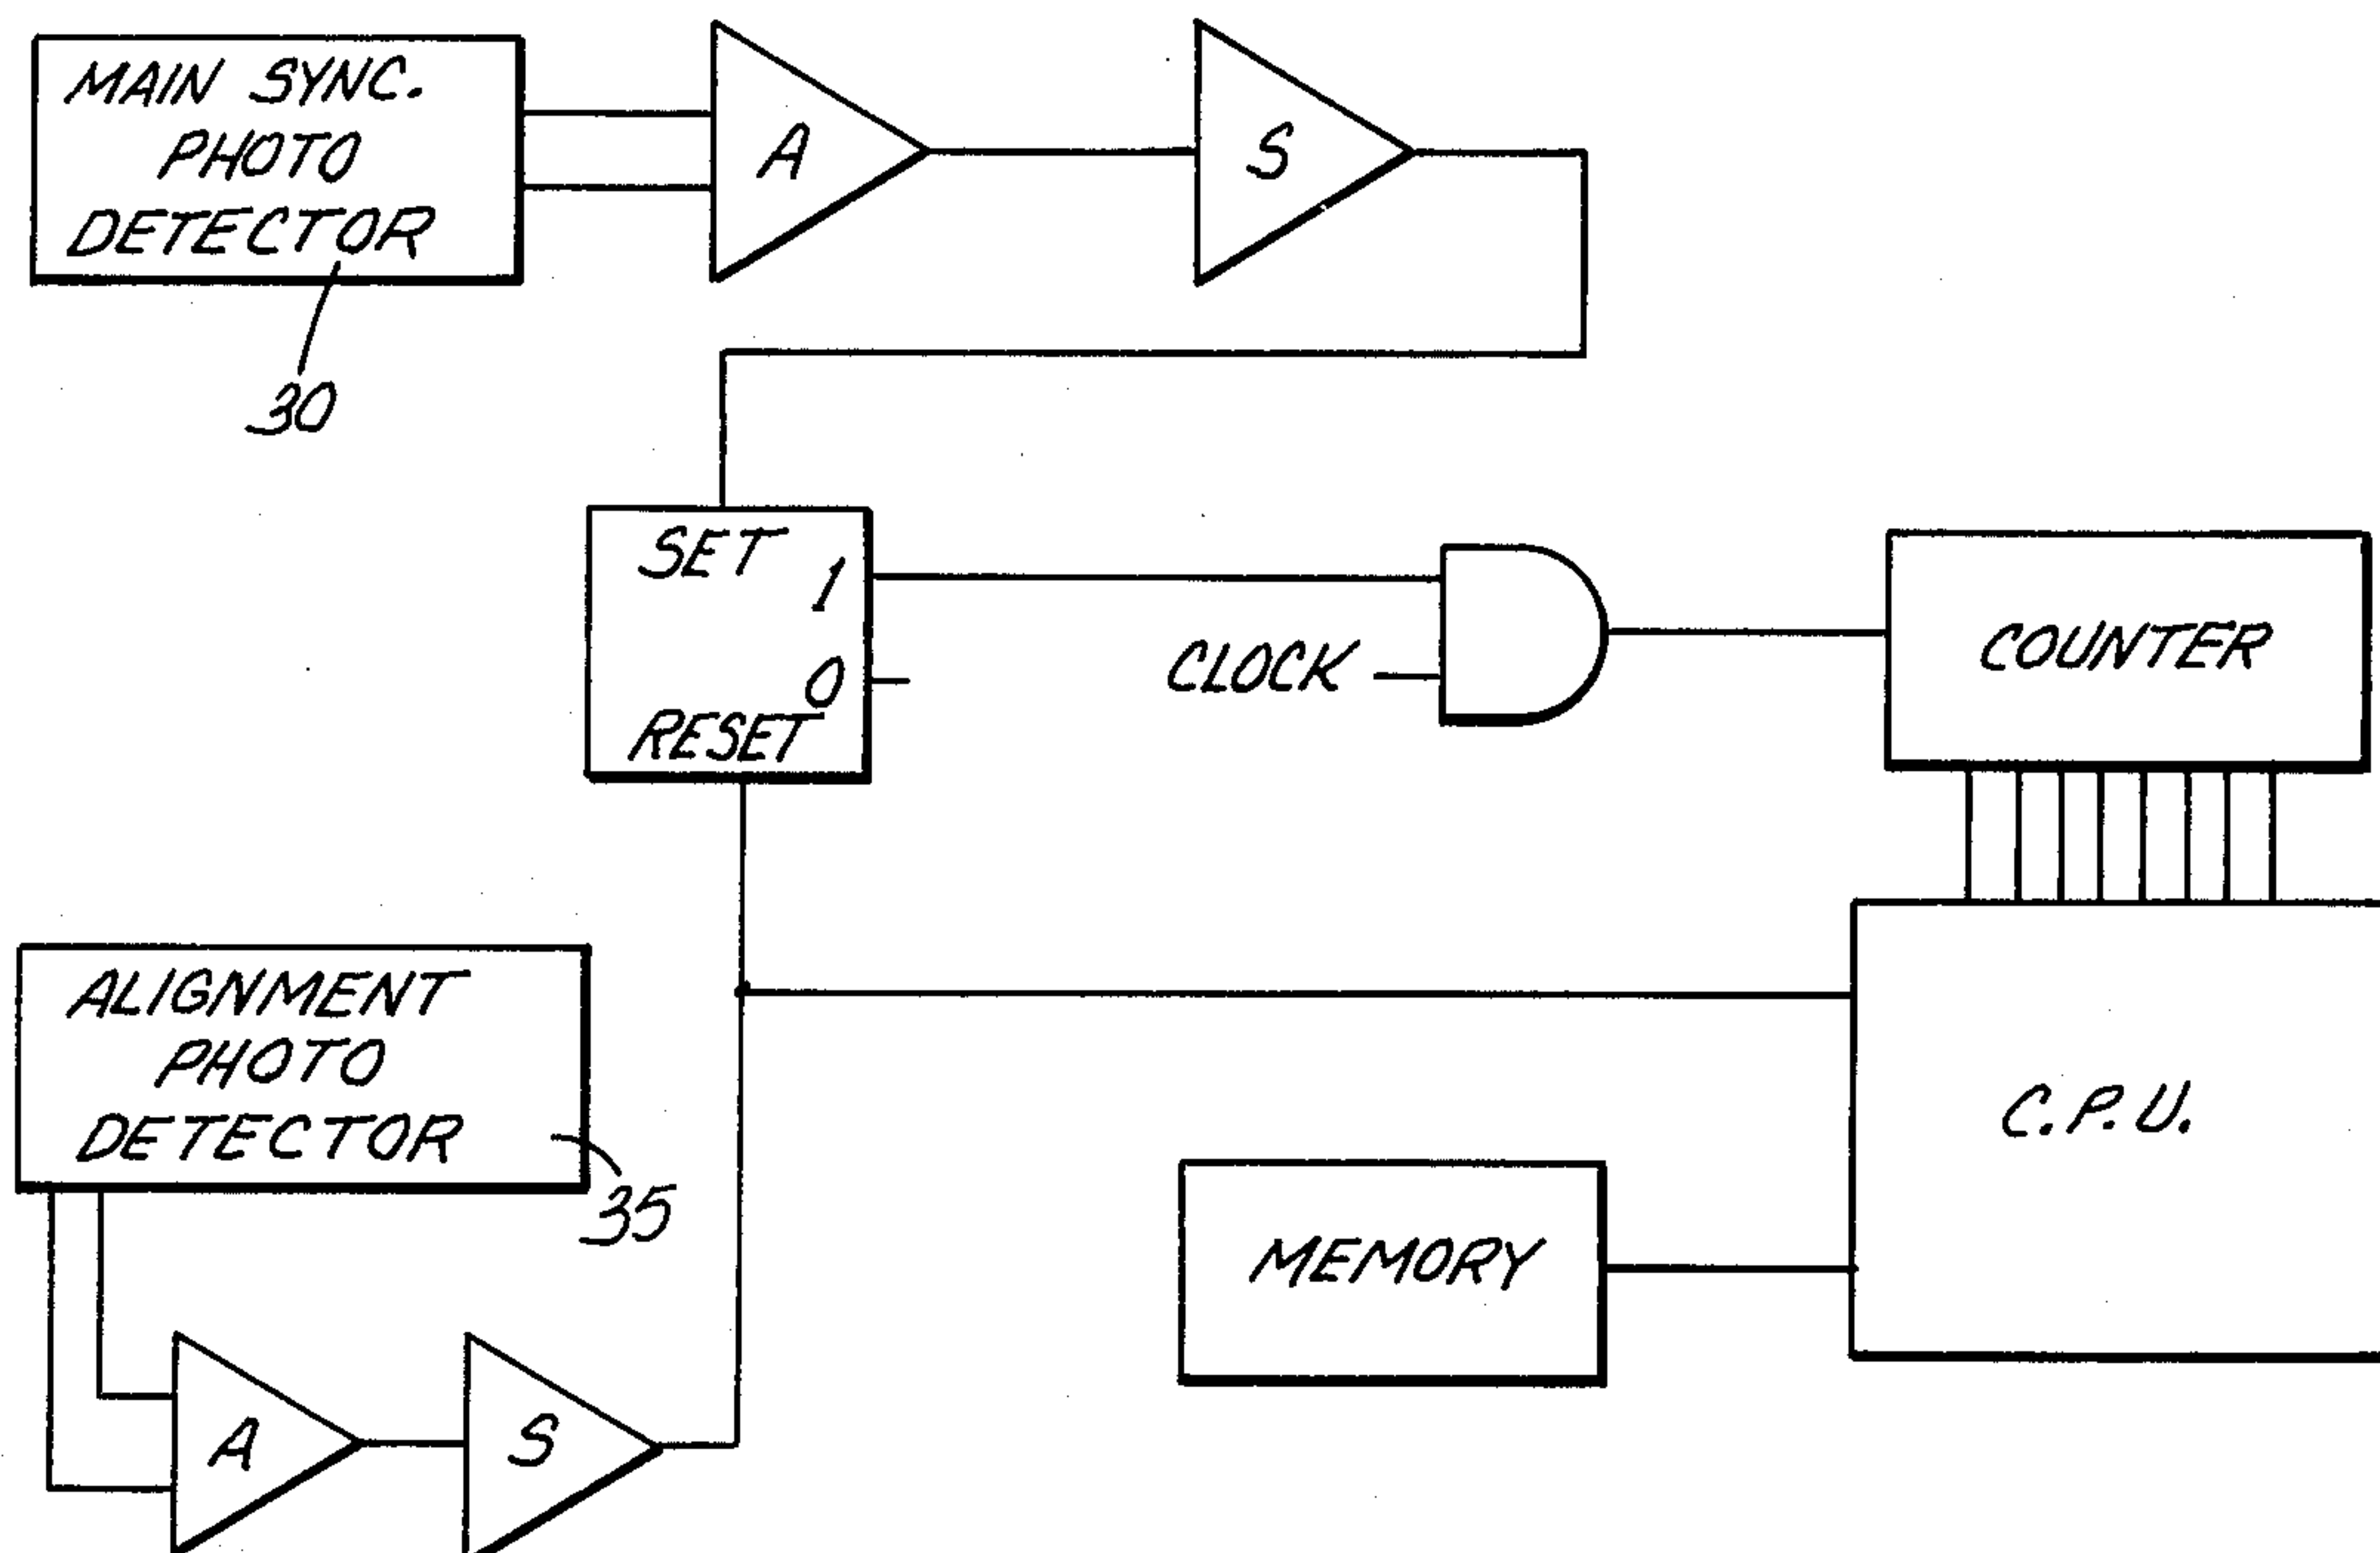 MAIN SYNC.
PHOTO
DETECTOR
A
S
30
SET
1
0
RESET
CLOCK
COUNTER
ALIGNMENT
PHOTO
DETECTOR
35
C.P.U.
MEMORY
A
S